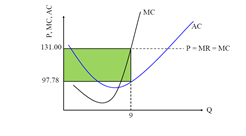 P, MC, AC
MC
AC
131.00
P = MR = MC
97.78
9
Q